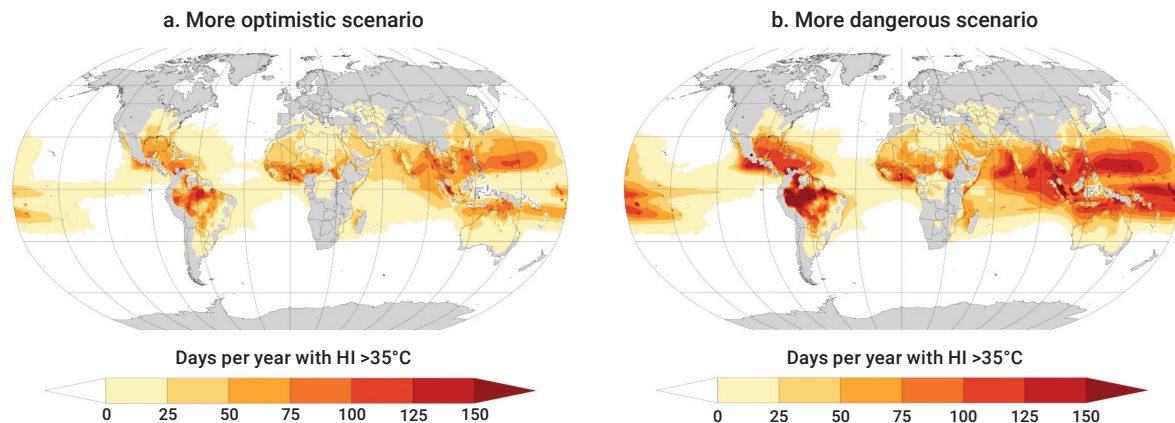 a. More optimistic scenario
b. More dangerous scenario
Days per year with HI >35°C
0 25 50 75 100 125 150
Days per year with HI >35°C
0 25 50 75 100 125 150